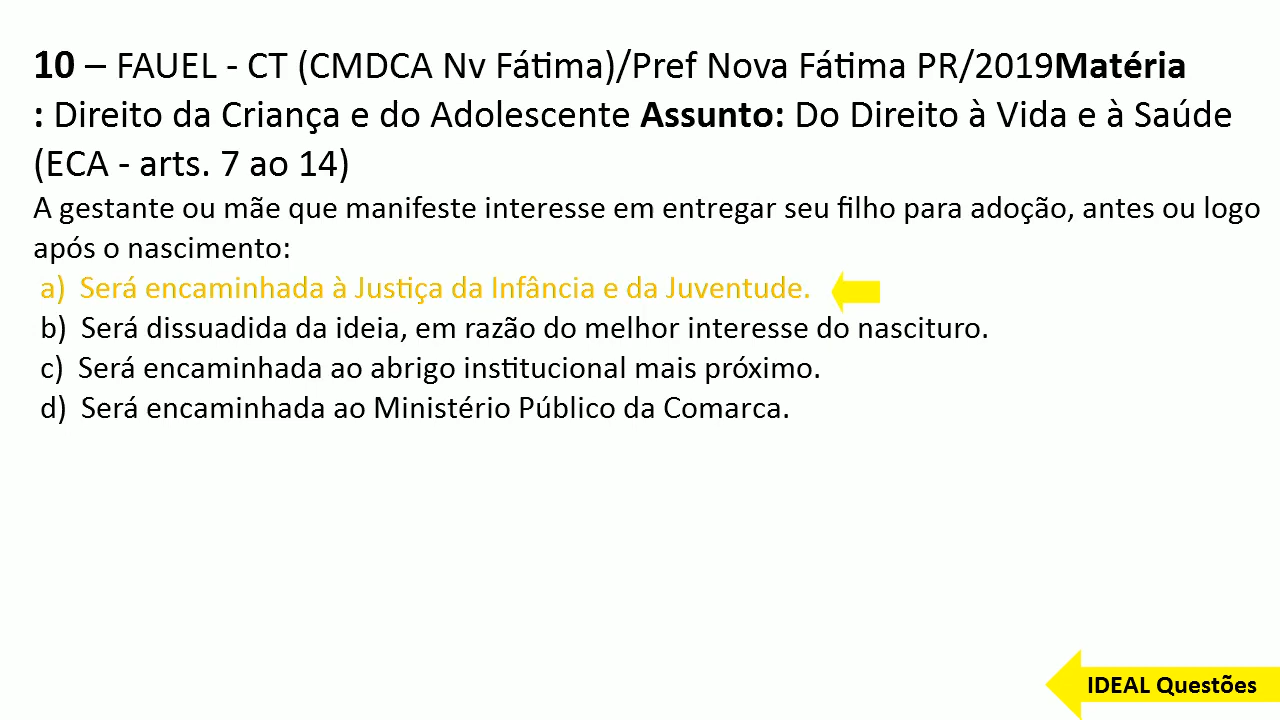 10 – FAUEL - CT (CMDCA Nv Fátima)/Pref Nova Fátima PR/2019Matéria
: Direito da Criança e do Adolescente Assunto: Do Direito à Vida e à Saúde
(ECA - arts. 7 ao 14)
A gestante ou mãe que manifeste interesse em entregar seu filho para adoção, antes ou logo
após o nascimento:
a) Será encaminhada à Justiça da Infância e da Juventude.
b) Será dissuadida da ideia, em razão do melhor interesse do nascituro.
c) Será encaminhada ao abrigo institucional mais próximo.
d) Será encaminhada ao Ministério Público da Comarca.
IDEAL Questões